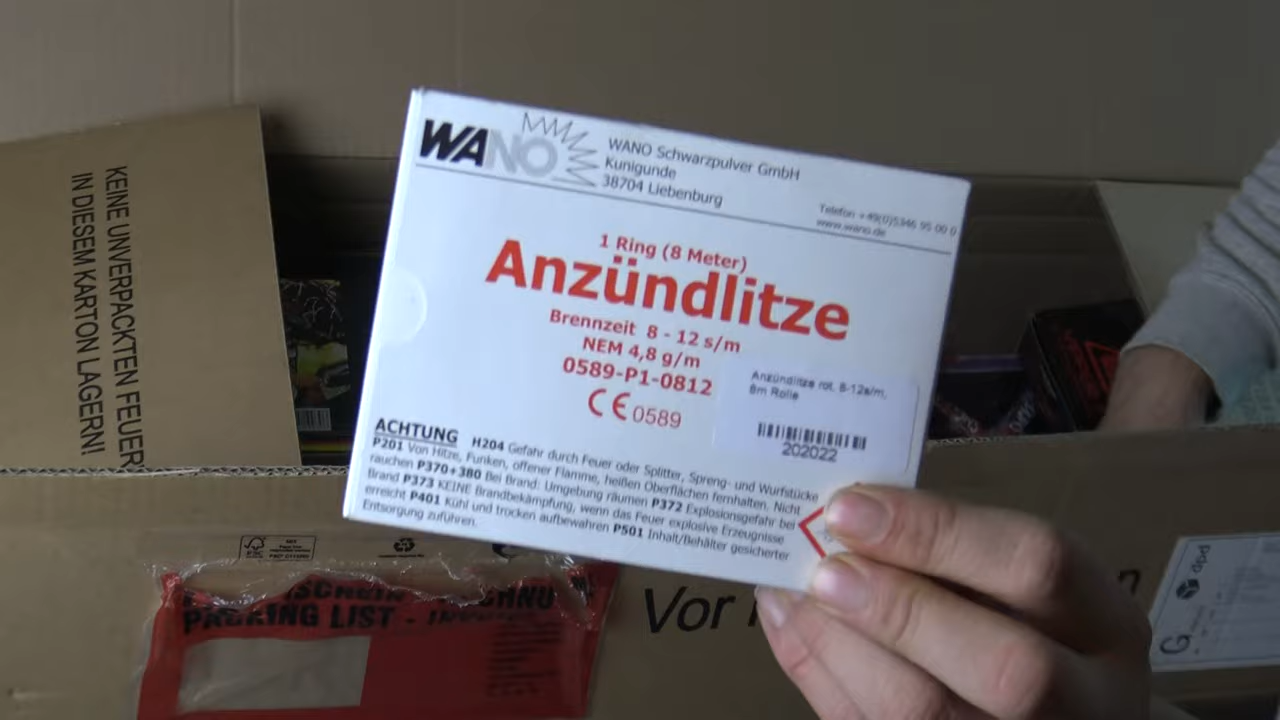 KEINE UNVERPACKTEN FEUER
IN DIESEM KARTON LAGERN!
WANO
WANO Schwarzpulver GmbH
Kunigunde
38704 Liebenburg
Telefon +49(0)5346 95 00 0
www.wano.de
1 Ring (8 Meter)
Anzündlitze
Brennzeit 8 - 12 s/m
NEM 4,8 g/m
0589-P1-0812
CE 0589
Anzündlitze rot, 8-12s/m,
8m Rolle
202022
ACHTUNG H204 Gefahr durch Feuer oder Splitter, Spreng- und Wurfstücke
P201 Von Hitze, Funken, offener Flamme, heißen Oberflächen fernhalten. Nicht
rauchen P370+380 Bei Brand: Umgebung räumen P372 Explosionsgefahr bei
Brand P373 KEINE Brandbekämpfung, wenn das Feuer explosive Erzeugnisse
erreicht P401 Kühl und trocken aufbewahren P501 Inhalt/Behälter gesicherter
Entsorgung zuführen.
FSC
PACKING LIST -
Vor
dpd
G